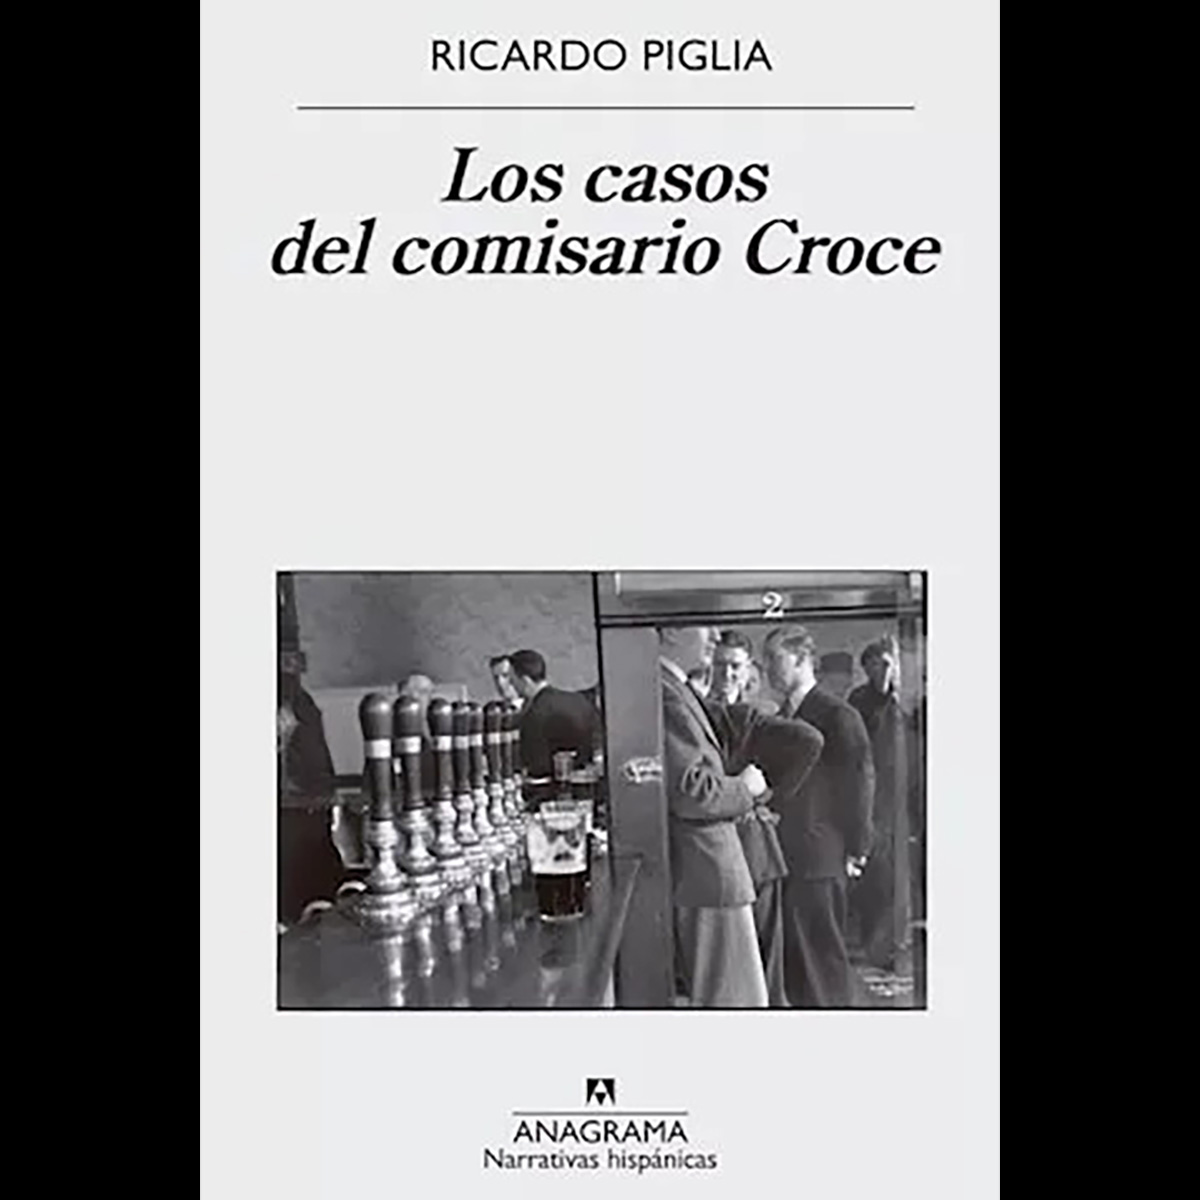 RICARDO PIGLIA
Los casos
del comisario Croce
2
ANAGRAMA
Narrativas hispánicas